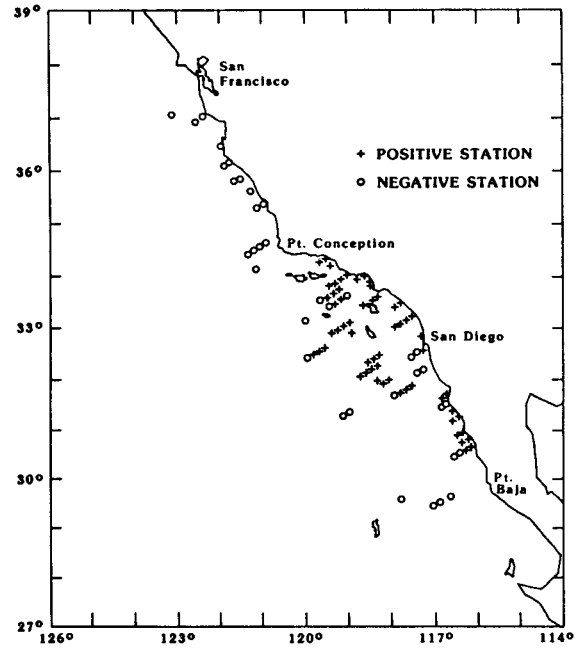 39°
San
Francisco
36°
+ POSITIVE STATION
o NEGATIVE STATION
Pt. Conception
33°
San Diego
30°
Pt.
Baja
27°
126° 123° 120° 117° 114°